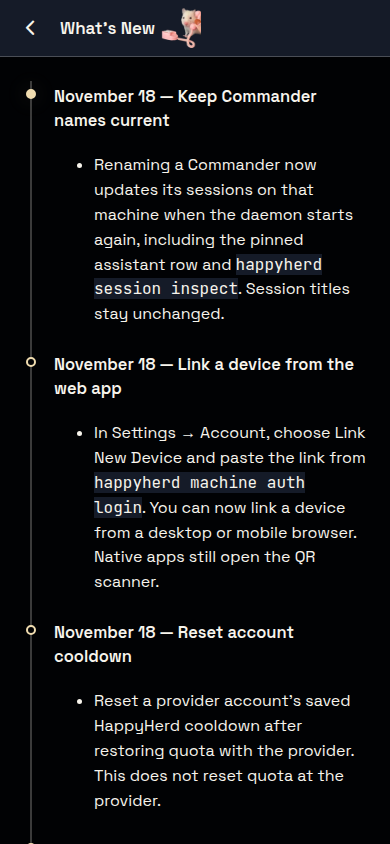 What's New
November 18 — Keep Commander
names current
• Renaming a Commander now
updates its sessions on that
machine when the daemon starts
again, including the pinned
assistant row and happyherd
session inspect. Session titles
stay unchanged.
November 18 — Link a device from the
web app
• In Settings → Account, choose Link
New Device and paste the link from
happyherd machine auth
login. You can now link a device
from a desktop or mobile browser.
Native apps still open the QR
scanner.
November 18 — Reset account
cooldown
• Reset a provider account's saved
HappyHerd cooldown after
restoring quota with the provider.
This does not reset quota at the
provider.